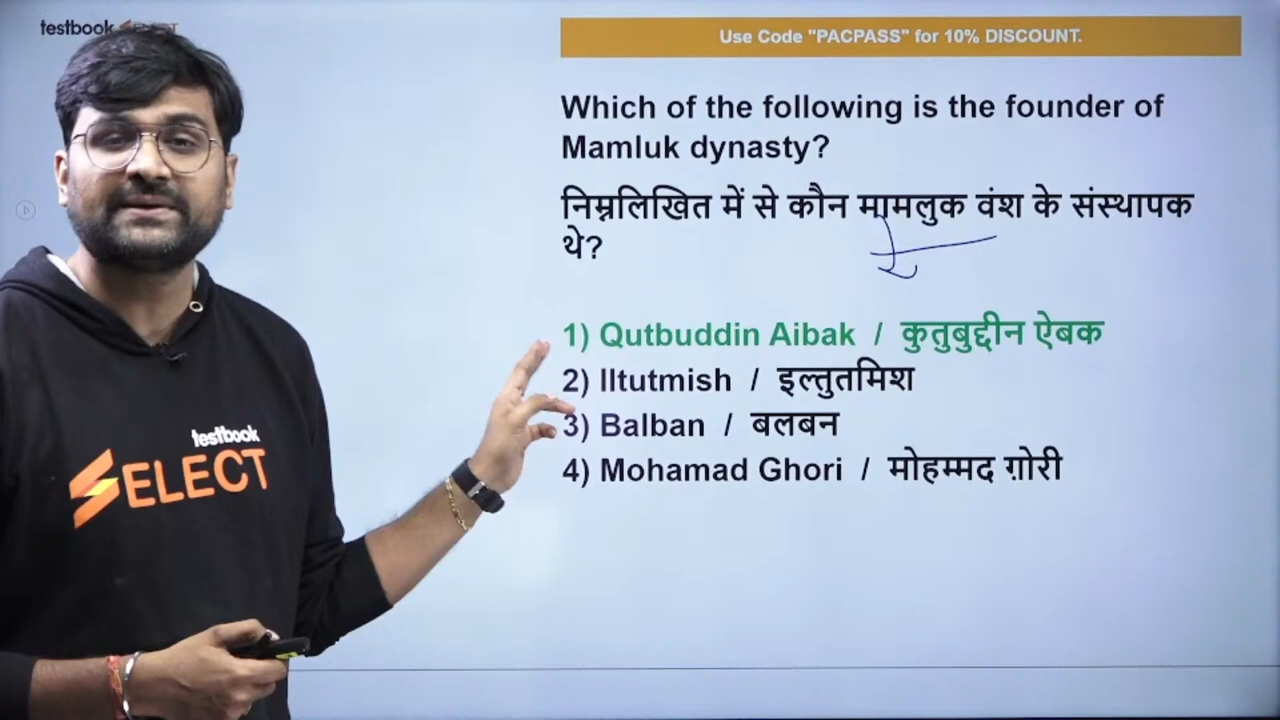 testbook SELECT
Use Code "PACPASS" for 10% DISCOUNT.
Which of the following is the founder of
Mamluk dynasty?
निम्नलिखित में से कौन मामलुक वंश के संस्थापक
थे?
1) Qutbuddin Aibak / कुतुबुद्दीन ऐबक
2) Iltutmish / इल्तुतमिश
3) Balban / बलबन
4) Mohamad Ghori / मोहम्मद ग़ोरी
testbook
SELECT